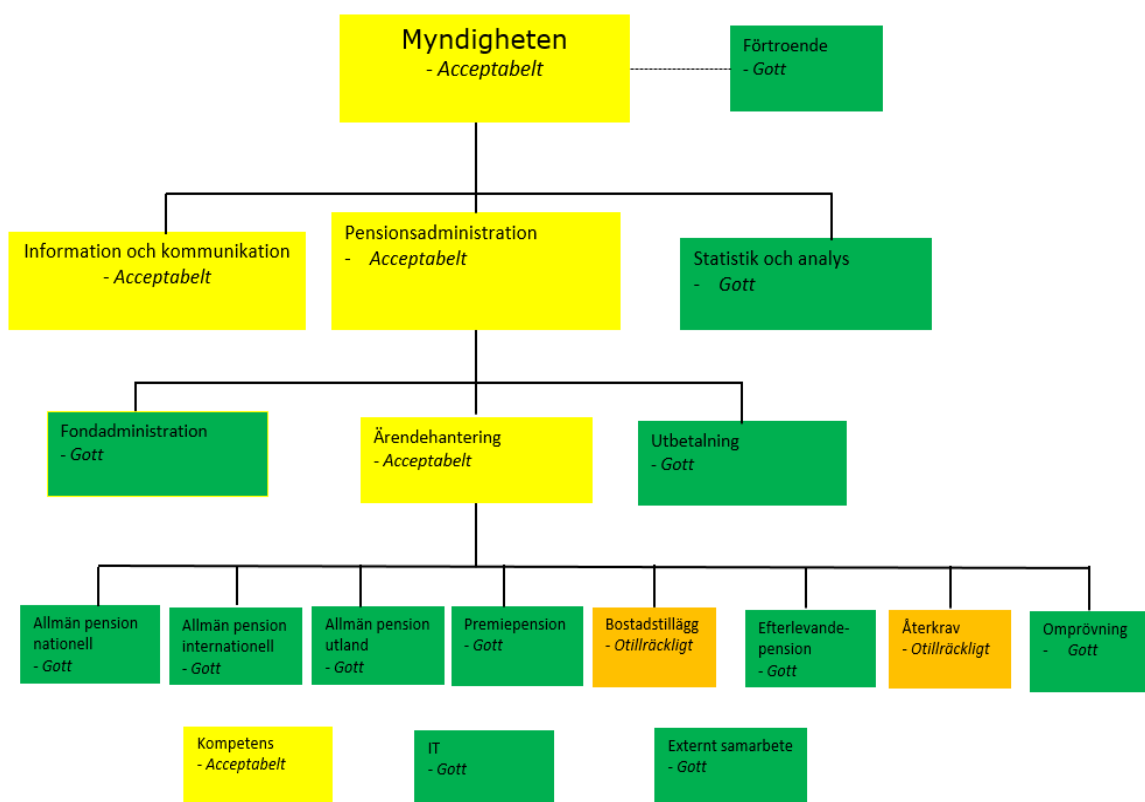 Myndigheten
- Acceptabelt
Förtroende
- Gott
Information och kommunikation
- Acceptabelt
Pensionsadministration
- Acceptabelt
Statistik och analys
- Gott
Fondadministration
- Gott
Ärendehantering
- Acceptabelt
Utbetalning
- Gott
Allmän pension
nationell
- Gott
Allmän pension
internationell
- Gott
Allmän pension
utland
- Gott
Premiepension
- Gott
Bostadstillägg
- Otillräckligt
Efterlevande-
pension
- Gott
Återkrav
- Otillräckligt
Omprövning
- Gott
Kompetens
- Acceptabelt
IT
- Gott
Externt samarbete
- Gott